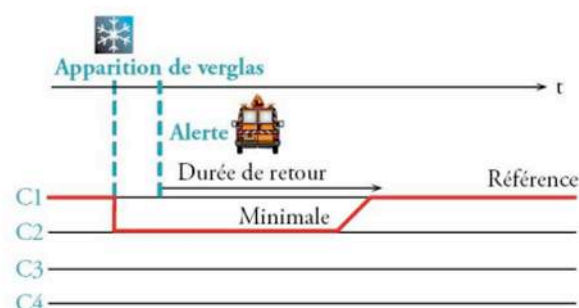 Apparition de verglas
t
Alerte
Durée de retour
Référence
C1
Minimale
C2
C3
C4